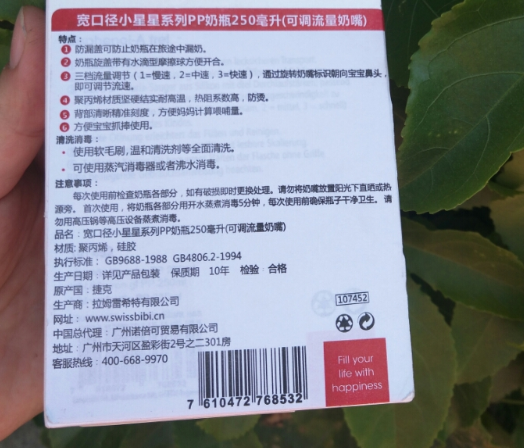 宽口径小星星系列PP奶瓶250毫升(可调流量奶嘴)
特点:
1 防漏盖可防止奶瓶在旅途中漏奶。
2 奶瓶旋盖带有水滴型摩擦球方便开合。
3 三档流量调节(1=慢速,2=中速,3=快速),通过旋转奶嘴标识朝向宝宝鼻头,
即可调节流速。
4 聚丙烯材质坚硬结实耐高温,热阻系数高,防烫。
5 背部清晰精准刻度,方便妈妈计算喂哺量。
6 方便宝宝抓捧使用。
清洗消毒:
• 使用软毛刷,温和清洗剂等全面清洗。
• 可使用蒸汽消毒器或者沸水消毒。
注意事项:
每次使用前检查奶瓶各部分,如有破损即时更换处理。请勿将奶瓶放置阳光下直晒或热
源旁。首次使用,将奶瓶各部分用开水蒸煮消毒5分钟,每次使用前确保瓶子干净卫生。请
勿用高压锅等高压设备蒸煮消毒。
品名:宽口径小星星系列PP奶瓶250毫升(可调流量奶嘴)
材质:聚丙烯,硅胶
执行标准:GB9688-1988 GB4806.2-1994
生产日期:详见产品包装 保质期 10年 检验:合格
原产国:捷克
生产商:拉姆雷希特有限公司
网址:www.swissbibi.cn
中国总代理:广州诺倍可贸易有限公司
地址:广州市天河区盈彩街2号之二301房
客服热线:400-668-9970
107452
Fill your
life with
happiness
7 610472 768532